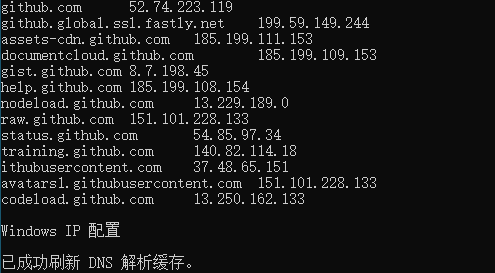 github.com 52.74.223.119
github.global.ssl.fastly.net 199.59.149.244
assets-cdn.github.com 185.199.111.153
documentcloud.github.com 185.199.109.153
gist.github.com 8.7.198.45
help.github.com 185.199.108.154
nodeload.github.com 13.229.189.0
raw.github.com 151.101.228.133
status.github.com 54.85.97.34
training.github.com 140.82.114.18
ithubusercontent.com 37.48.65.151
avatars1.githubusercontent.com 151.101.228.133
codeload.github.com 13.250.162.133
Windows IP 配置
已成功刷新 DNS 解析缓存。